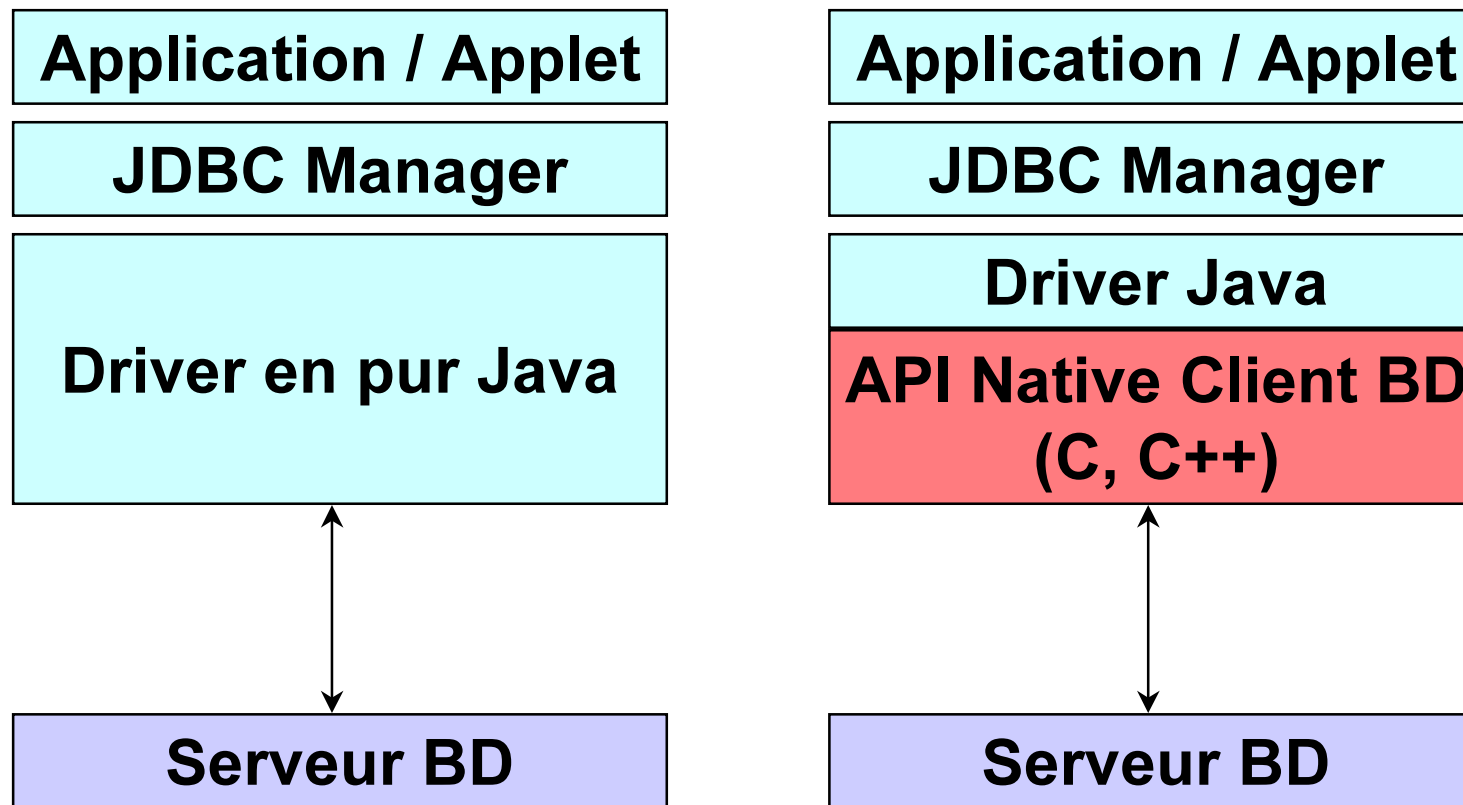 Application / Applet
JDBC Manager
Driver en pur Java
Serveur BD
Application / Applet
JDBC Manager
Driver Java
API Native Client BD
(C, C++)
Serveur BD